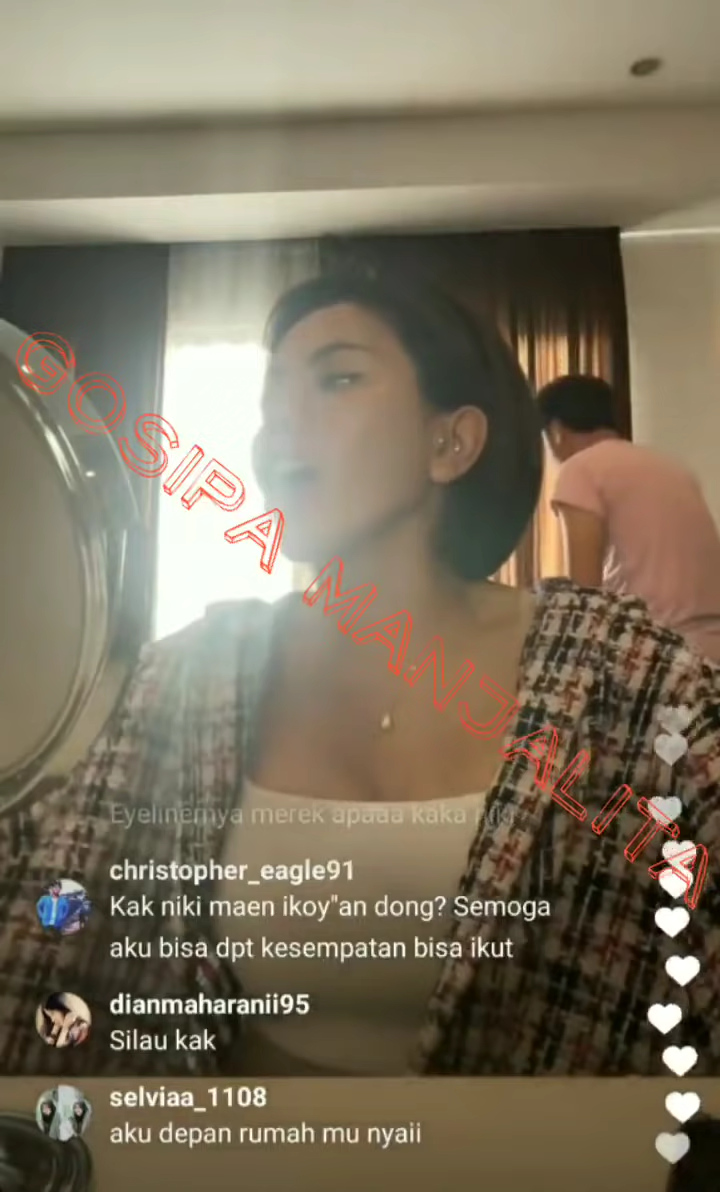 GOSIPA MANJALITA
Eyelinernya merek apaaa kaka niki
christopher_eagle91
Kak niki maen ikoy"an dong? Semoga
aku bisa dpt kesempatan bisa ikut
dianmaharanii95
Silau kak
selviaa_1108
aku depan rumah mu nyaii